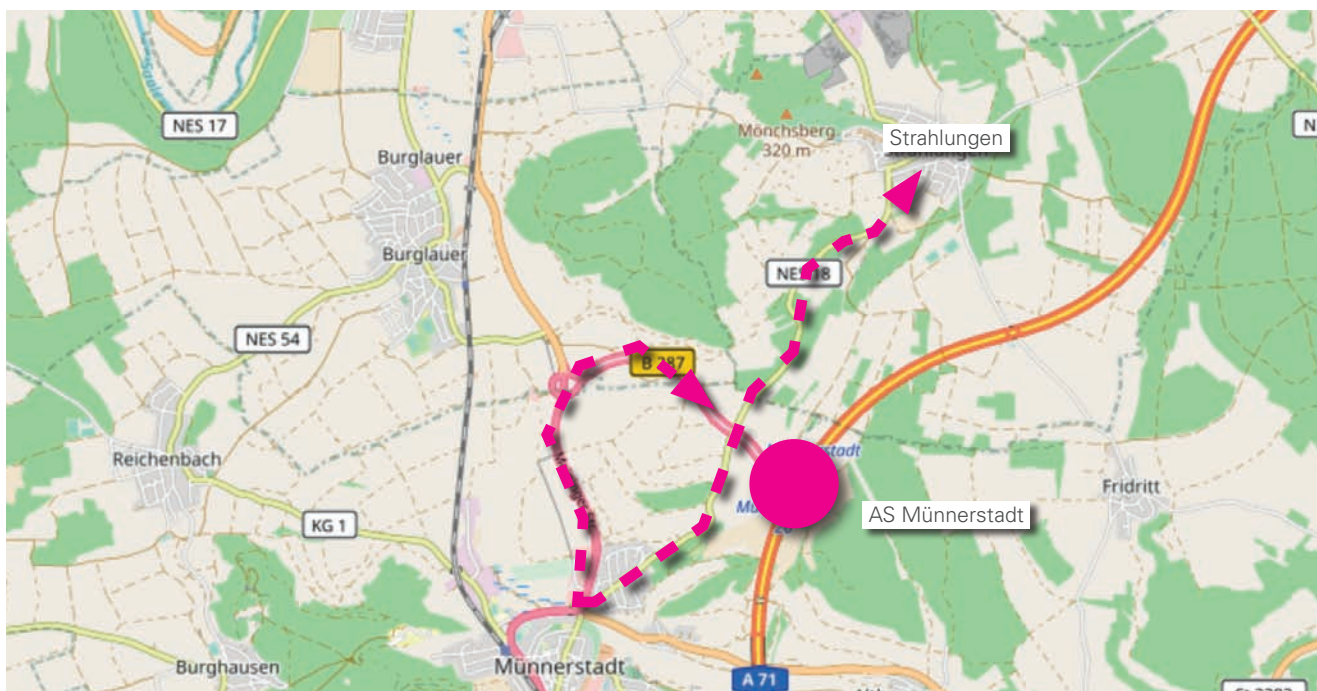 NES 17
Burglauer
Mönchsberg
320 m
Strahlungen
N
Burglauer
NES 18
NES 54
B 287
Reichenbach
Fridritt
AS Münnerstadt
KG 1
Burghausen
Münnerstadt
A 71